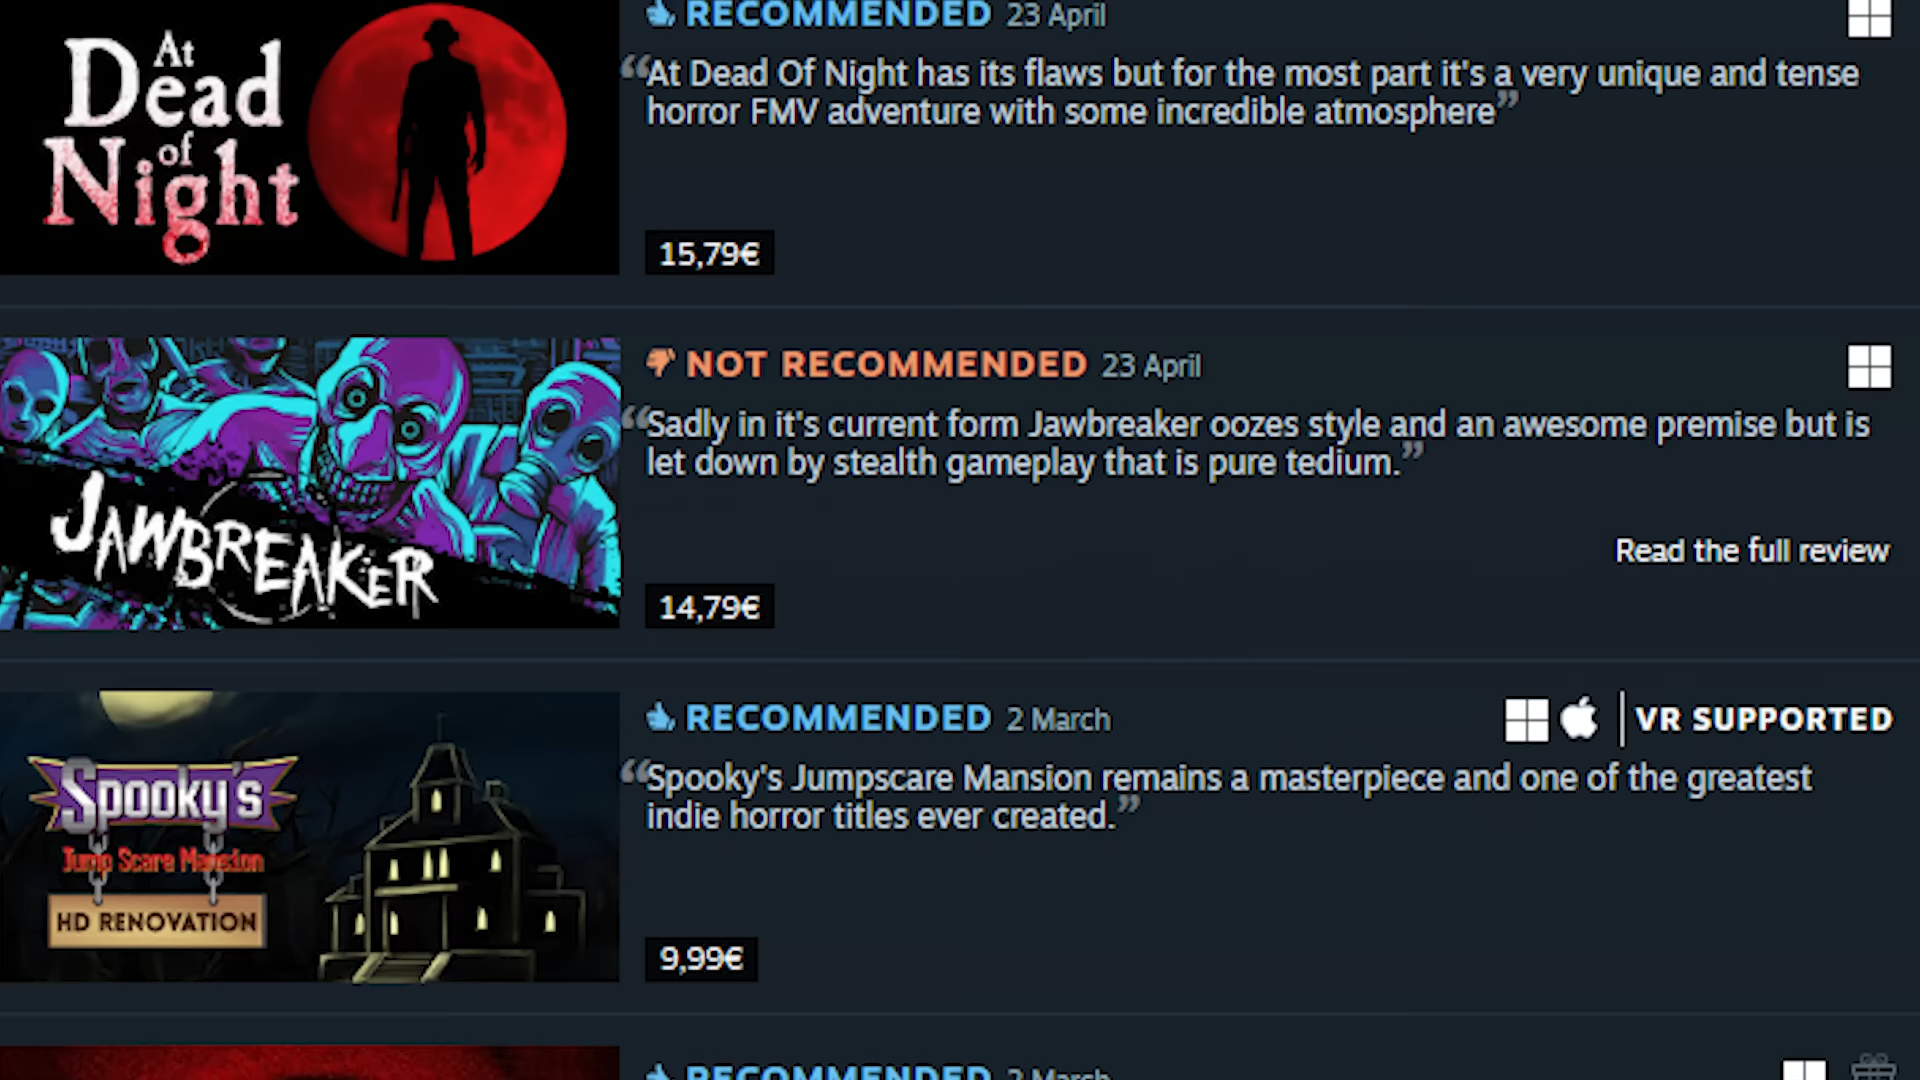 At
Dead
of
Night
RECOMMENDED 23 April
“At Dead Of Night has its flaws but for the most part it's a very unique and tense
horror FMV adventure with some incredible atmosphere”
15,79€
JAWBREAKER
NOT RECOMMENDED 23 April
“Sadly in it's current form Jawbreaker oozes style and an awesome premise but is
let down by stealth gameplay that is pure tedium.”
Read the full review
14,79€
Spooky's
Jump Scare Mansion
HD RENOVATION
RECOMMENDED 2 March
VR SUPPORTED
“Spooky's Jumpscare Mansion remains a masterpiece and one of the greatest
indie horror titles ever created.”
9,99€
RECOMMENDED 2 March